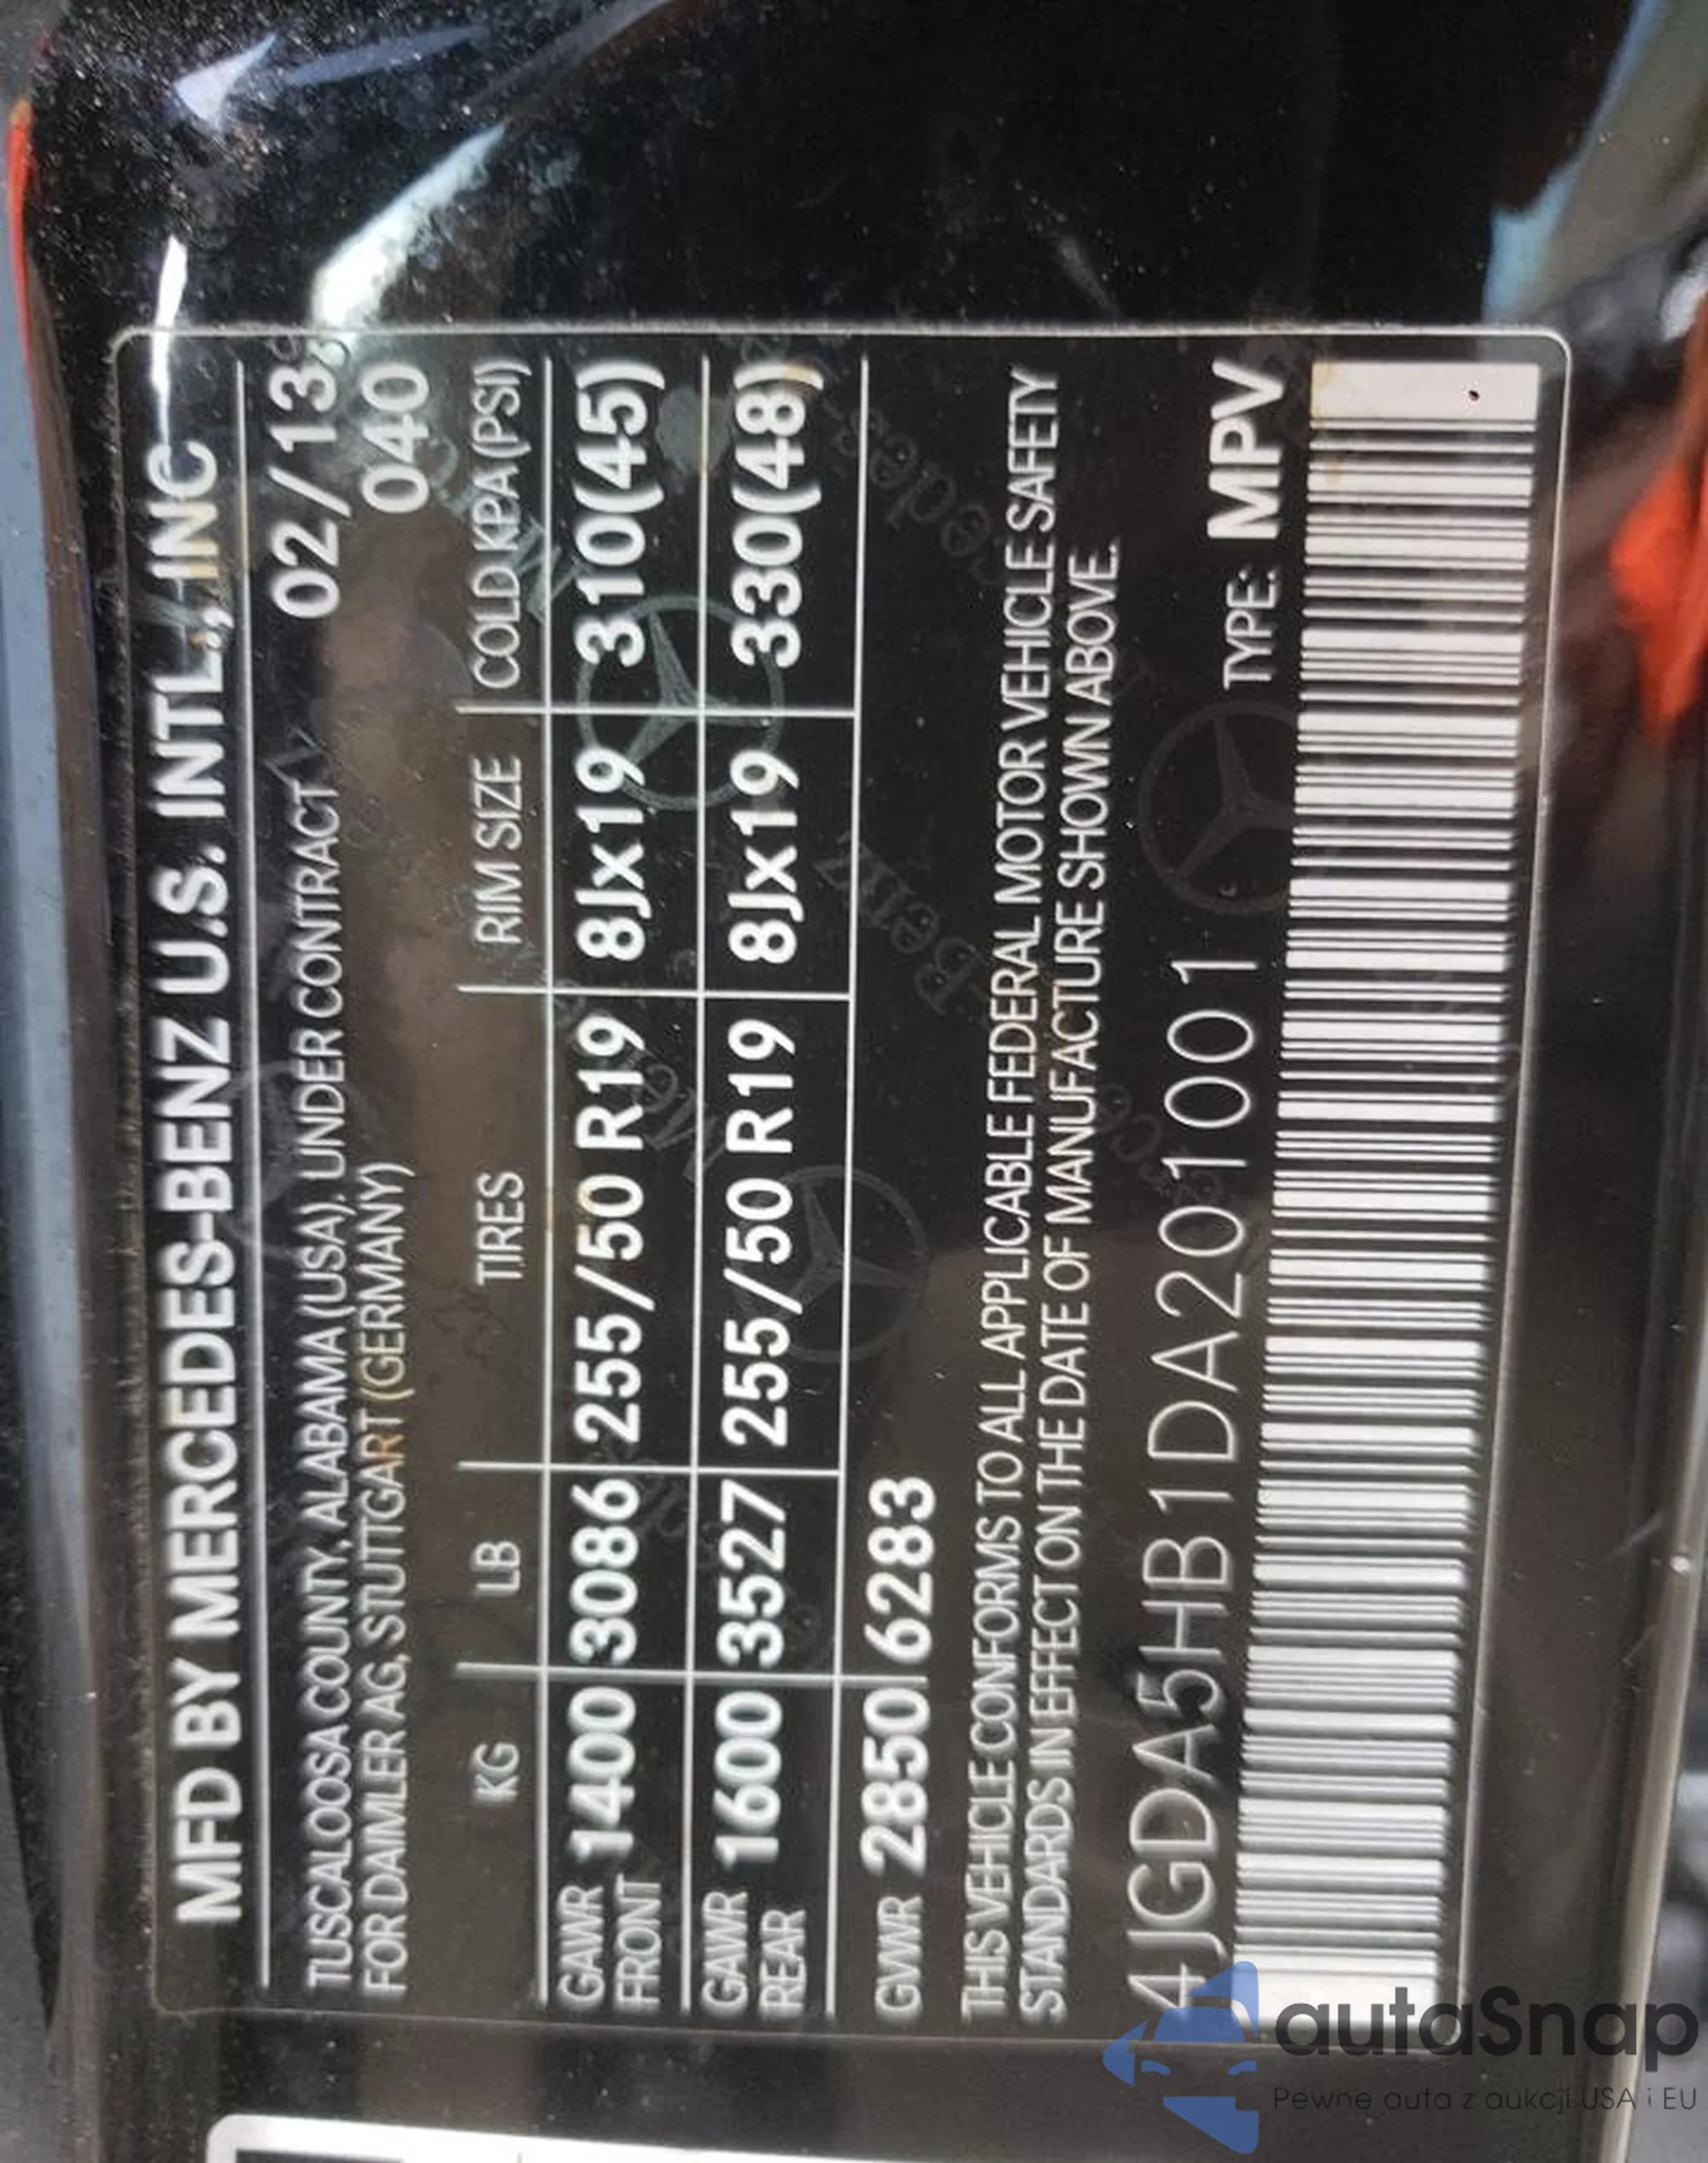 MFD BY MERCEDES-BENZ U.S. INTL., INC
TUSCALOOSA COUNTY, ALABAMA (USA). UNDER CONTRACT 02/13
FOR DAIMLER AG, STUTTGART (GERMANY) 040
KG LB TIRES RIM SIZE COLD KPA (PSI)
GAWR FRONT 1400 3086 255/50 R19 8Jx19 310(45)
GAWR REAR 1600 3527 255/50 R19 8Jx19 330(48)
GVWR 2850 6283
THIS VEHICLE CONFORMS TO ALL APPLICABLE FEDERAL MOTOR VEHICLE SAFETY
STANDARDS IN EFFECT ON THE DATE OF MANUFACTURE SHOWN ABOVE.
4JGDA5HB1DA201001 TYPE: MPV
autaSnap
Pewne auta z aukcji USA i EU